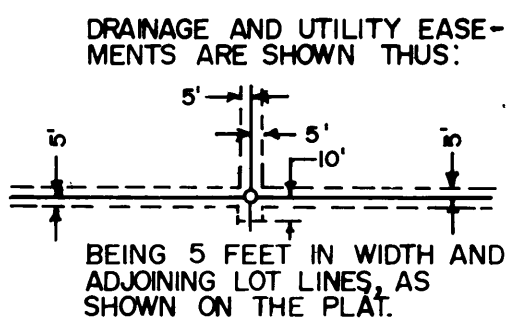 DRAINAGE AND UTILITY EASE-
MENTS ARE SHOWN THUS:
5'
5' 5' 5'
10'
BEING 5 FEET IN WIDTH AND
ADJOINING LOT LINES, AS
SHOWN ON THE PLAT.